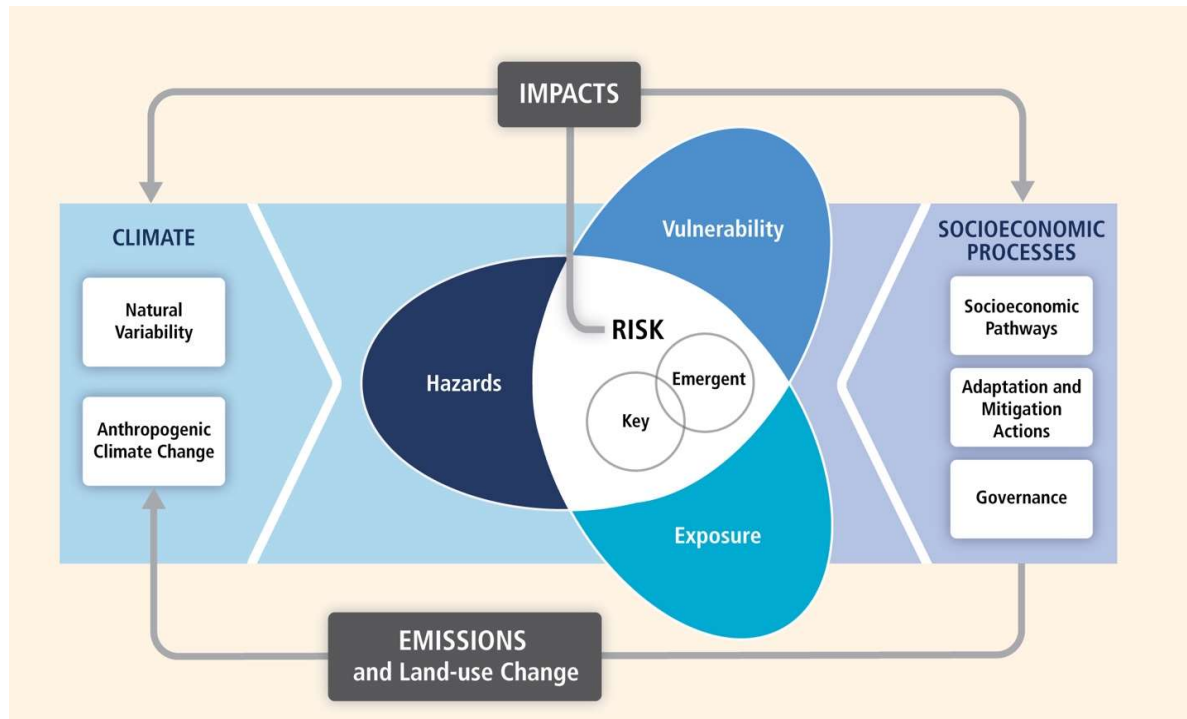 IMPACTS
CLIMATE
Natural
Variability
Anthropogenic
Climate Change
Vulnerability
Hazards
RISK
Emergent
Key
Exposure
SOCIOECONOMIC
PROCESSES
Socioeconomic
Pathways
Adaptation and
Mitigation
Actions
Governance
EMISSIONS
and Land-use Change